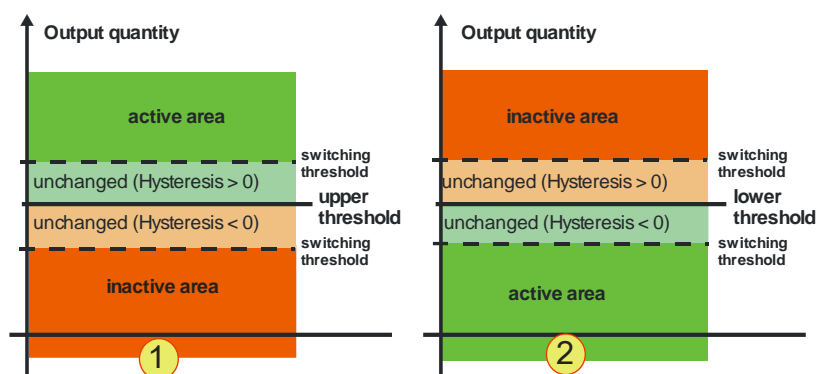 Output quantity
active area
switching
threshold
unchanged (Hysteresis > 0)
upper
threshold
unchanged (Hysteresis < 0)
switching
threshold
inactive area
1
Output quantity
inactive area
switching
threshold
unchanged (Hysteresis > 0)
lower
threshold
unchanged (Hysteresis < 0)
switching
threshold
active area
2